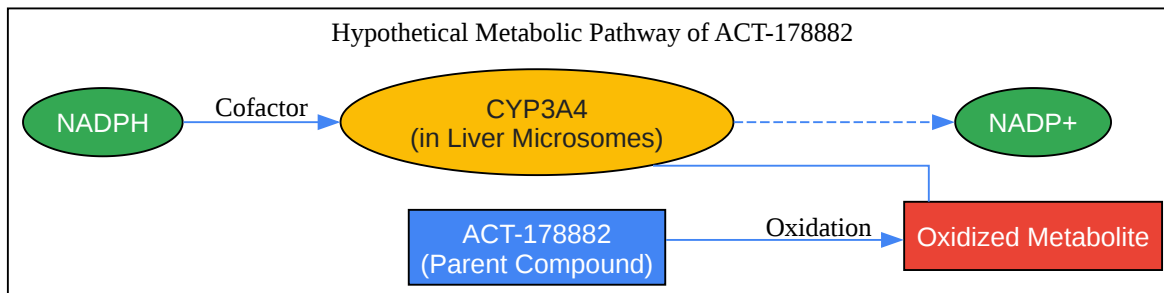 Hypothetical Metabolic Pathway of ACT-178882
NADPH
Cofactor
CYP3A4
(in Liver Microsomes)
NADP+
ACT-178882
(Parent Compound)
Oxidation
Oxidized Metabolite